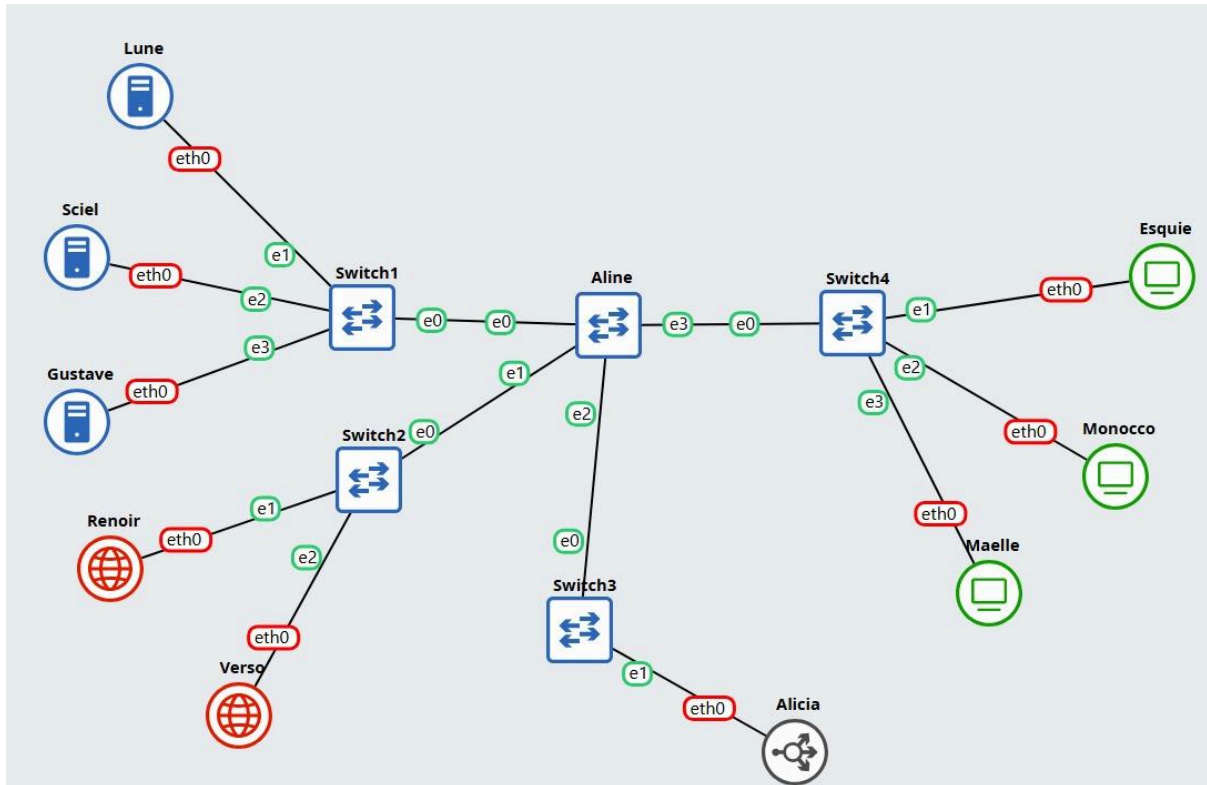 Lune
eth0
Sciel
e1
eth0
e2
Switch1
e0
e0
Aline
e3
e0
Switch4
e1
eth0
Esquie
e3
Gustave
eth0
e1
e2
e2
e3
Switch2
e0
e2
eth0
Monocco
Renoir
eth0
e1
eth0
Maelle
e2
e0
Switch3
eth0
Verso
e1
eth0
Alicia